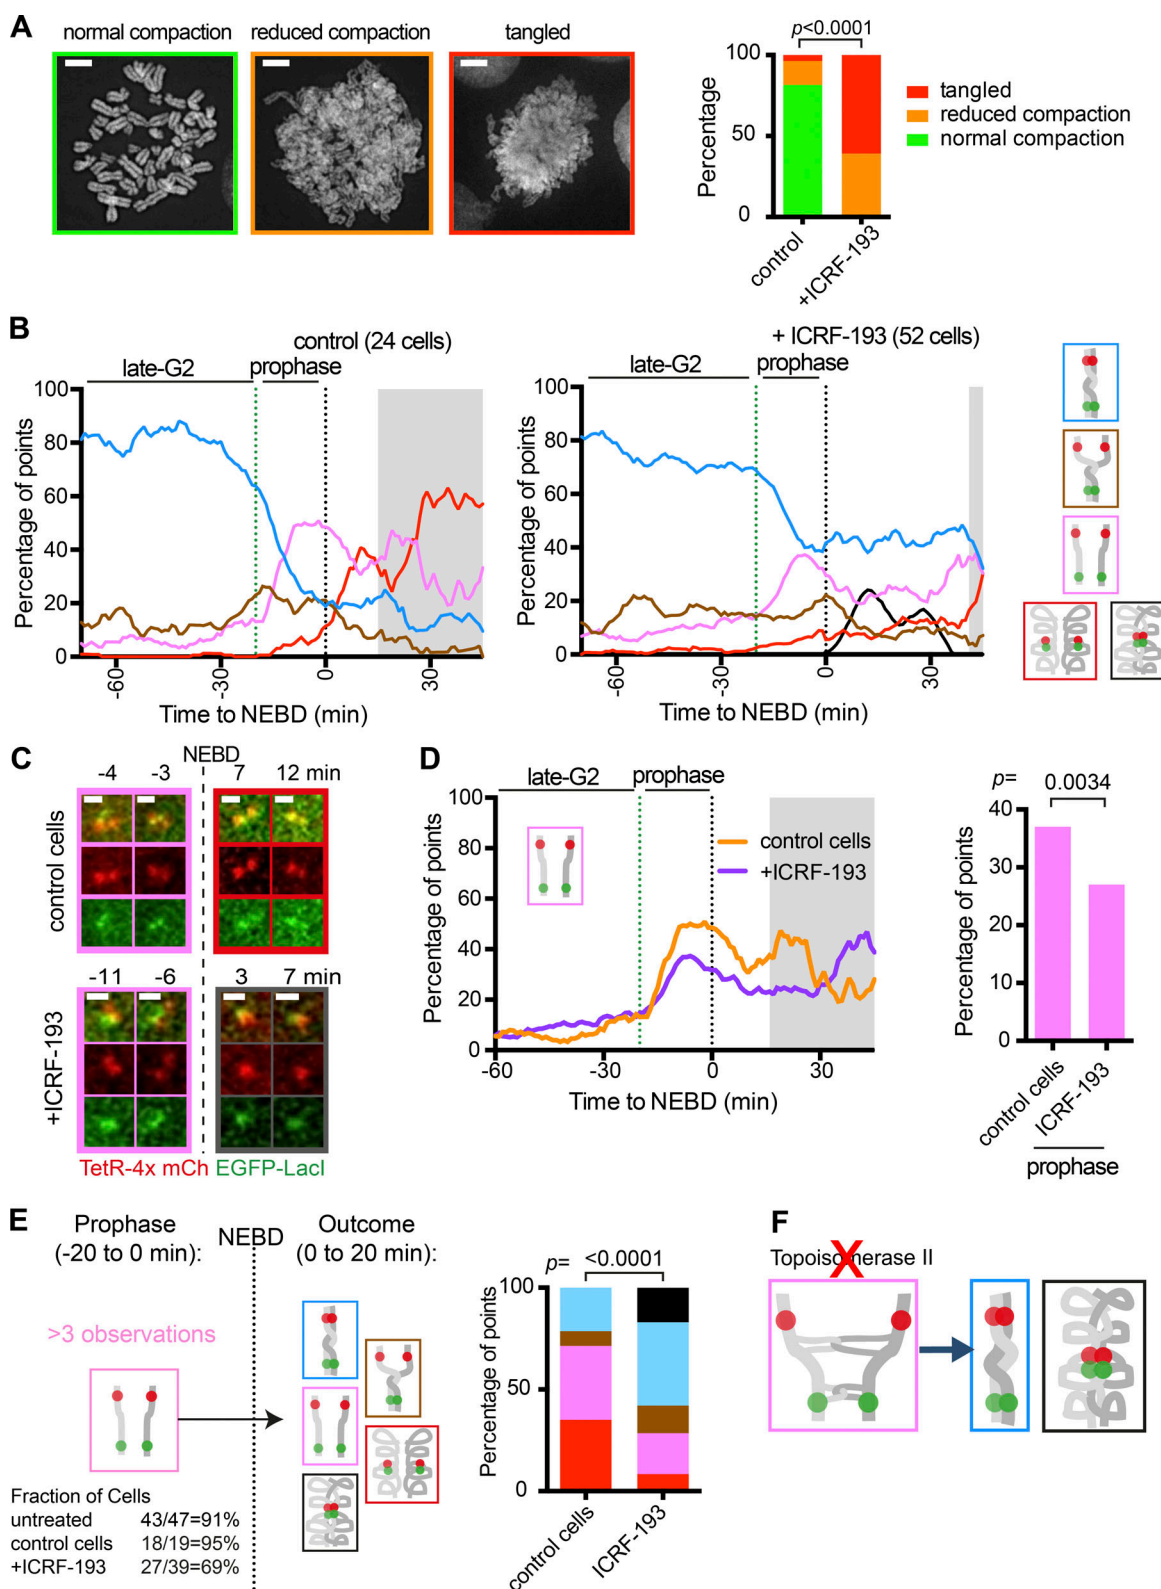 A
normal compaction
reduced compaction
tangled
p<0.0001
100
50
0
Percentage
control
+ICRF-193
tangled
reduced compaction
normal compaction
B
control (24 cells)
late-G2
prophase
100
80
60
40
20
0
Percentage of points
-60
-30
0
30
Time to NEBD (min)
+ ICRF-193 (52 cells)
late-G2
prophase
100
80
60
40
20
0
Percentage of points
-60
-30
0
30
Time to NEBD (min)
C
NEBD
-4
-3
7
12 min
control cells
-11
-6
3
7 min
+ICRF-193
TetR-4x mCh
EGFP-LacI
D
late-G2
prophase
100
80
60
40
20
0
Percentage of points
control cells
+ICRF-193
-60
-30
0
30
Time to NEBD (min)
p=
0.0034
40
30
20
10
0
Percentage of points
control cells
ICRF-193
prophase
E
Prophase
(-20 to 0 min):
NEBD
Outcome
(0 to 20 min):
>3 observations
Fraction of Cells
untreated 43/47=91%
control cells 18/19=95%
+ICRF-193 27/39=69%
p=
<0.0001
100
50
0
Percentage of points
control cells
ICRF-193
F
Topoisomerase II
X